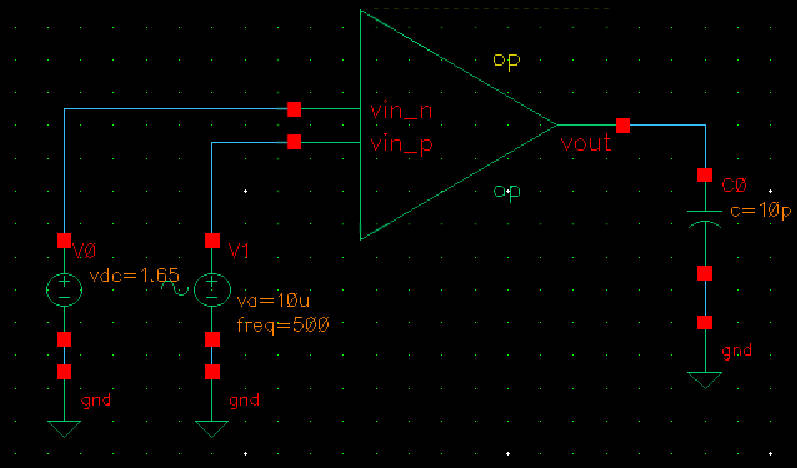 op
vin_n
vin_p
vout
op
C0
c=10p
V0
V1
vdc=1.65
va=10u
freq=500
gnd
gnd
gnd